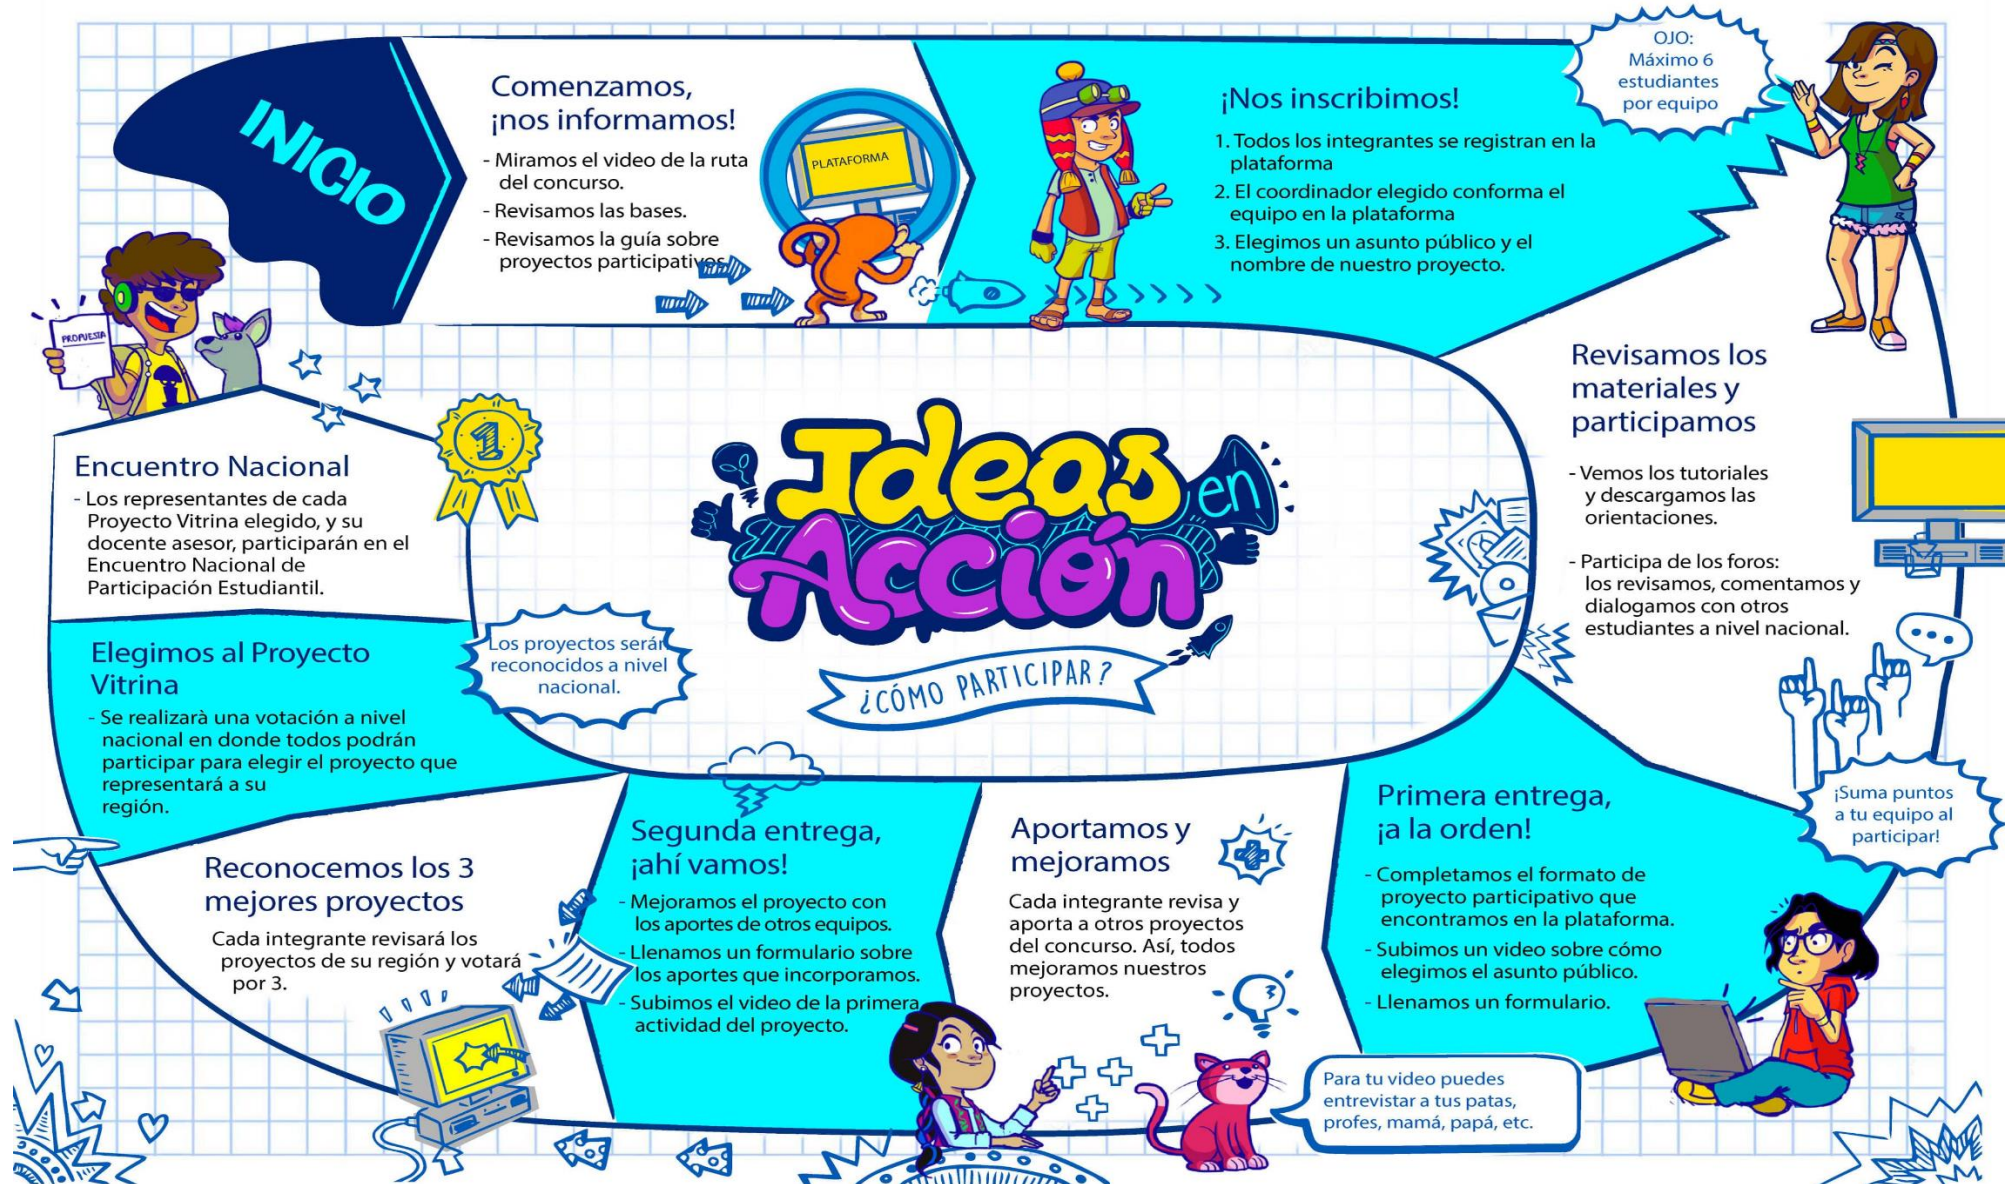 INICIO
Comenzamos,
¡nos informamos!
- Miramos el video de la ruta
del concurso.
- Revisamos las bases.
- Revisamos la guía sobre
proyectos participativos
PLATAFORMA
¡Nos inscribimos!
1. Todos los integrantes se registran en la
plataforma
2. El coordinador elegido conforma el
equipo en la plataforma
3. Elegimos un asunto público y el
nombre de nuestro proyecto.
OJO:
Máximo 6
estudiantes
por equipo
Revisamos los
materiales y
participamos
- Vemos los tutoriales
y descargamos las
orientaciones.
- Participa de los foros:
los revisamos, comentamos y
dialogamos con otros
estudiantes a nivel nacional.
¡Suma puntos
a tu equipo al
participar!
Primera entrega,
¡a la orden!
- Completamos el formato de
proyecto participativo que
encontramos en la plataforma.
- Subimos un video sobre cómo
elegimos el asunto público.
- Llenamos un formulario.
Para tu video puedes
entrevistar a tus patas,
profes, mamá, papá, etc.
Aportamos y
mejoramos
Cada integrante revisa y
aporta a otros proyectos
del concurso. Así, todos
mejoramos nuestros
proyectos.
Segunda entrega,
¡ahí vamos!
- Mejoramos el proyecto con
los aportes de otros equipos.
- Llenamos un formulario sobre
los aportes que incorporamos.
- Subimos el video de la primera
actividad del proyecto.
Reconocemos los 3
mejores proyectos
Cada integrante revisará los
proyectos de su región y votará
por 3.
Elegimos al Proyecto
Vitrina
- Se realizarà una votación a nivel
nacional en donde todos podrán
participar para elegir el proyecto que
representará a su
región.
Los proyectos serán
reconocidos a nivel
nacional.
Encuentro Nacional
- Los representantes de cada
Proyecto Vitrina elegido, y su
docente asesor, participarán en el
Encuentro Nacional de
Participación Estudiantil.
PROPUESTA
1
Ideas en
Acción
¿CÓMO PARTICIPAR?